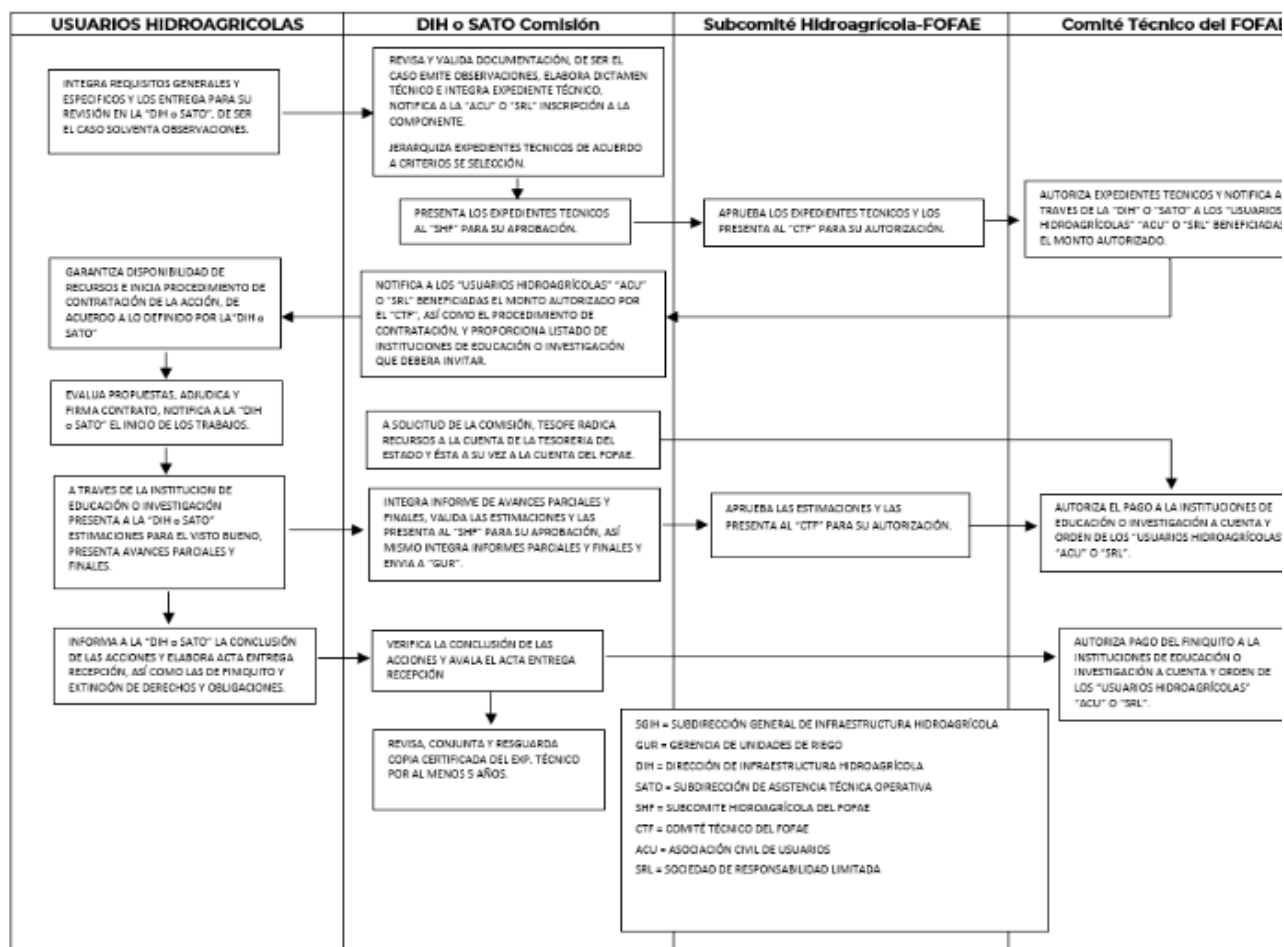 USUARIOS HIDROAGRICOLAS
DIH o SATO Comisión
Subcomité Hidroagrícola-FOFAE
Comité Técnico del FOFAE
INTEGRA REQUISITOS GENERALES Y
ESPECIFICOS Y LOS ENTREGA PARA SU
REVISIÓN EN LA "DIH o SATO", DE SER
EL CASO SOLVENTA OBSERVACIONES.
REVISA Y VALIDA DOCUMENTACIÓN, DE SER EL
CASO EMITE OBSERVACIONES, ELABORA DICTAMEN
TÉCNICO E INTEGRA EXPEDIENTE TÉCNICO,
NOTIFICA A LA "ACU" O "SRL" INSCRIPCIÓN A LA
COMPONENTE.
JERARQUIZA EXPEDIENTES TECNICOS DE ACUERDO
A CRITERIOS SE SELECCIÓN.
PRESENTA LOS EXPEDIENTES TECNICOS
AL "SHF" PARA SU APROBACIÓN.
APRUEBA LOS EXPEDIENTES TECNICOS Y LOS
PRESENTA AL "CTF" PARA SU AUTORIZACIÓN.
AUTORIZA EXPEDIENTES TECNICOS Y NOTIFICA A
TRAVES DE LA "DIH" O "SATO" A LOS "USUARIOS
HIDROAGRÍCOLAS" "ACU" O "SRL" BENEFICIADAS
EL MONTO AUTORIZADO.
GARANTIZA DISPONIBILIDAD DE
RECURSOS E INICIA PROCEDIMIENTO DE
CONTRATACIÓN DE LA ACCIÓN, DE
ACUERDO A LO DEFINIDO POR LA"DIH o
SATO"
NOTIFICA A LOS "USUARIOS HIDROAGRÍCOLAS" "ACU"
O "SRL" BENEFICIADAS EL MONTO AUTORIZADO POR
EL "CTF", ASÍ COMO EL PROCEDIMIENTO DE
CONTRATACIÓN, Y PROPORCIONA LISTADO DE
INSTITUCIONES DE EDUCACIÓN O INVESTIGACIÓN
QUE DEBERA INVITAR.
EVALUA PROPUESTAS, ADJUDICA Y
FIRMA CONTRATO, NOTIFICA A LA "DIH
o SATO" EL INICIO DE LOS TRABAJOS.
A SOLICITUD DE LA COMISIÓN, TESOFE RADICA
RECURSOS A LA CUENTA DE LA TESORERIA DEL
ESTADO Y ÉSTA A SU VEZ A LA CUENTA DEL FOFAE.
A TRAVES DE LA INSTITUCION DE
EDUCACIÓN O INVESTIGACIÓN
PRESENTA A LA "DIH o SATO"
ESTIMACIONES PARA EL VISTO BUENO,
PRESENTA AVANCES PARCIALES Y
FINALES.
INTEGRA INFORME DE AVANCES PARCIALES Y
FINALES, VALIDA LAS ESTIMACIONES Y LAS
PRESENTA AL "SHF" PARA SU APROBACIÓN, ASÍ
MISMO INTEGRA INFORMES PARCIALES Y FINALES Y
ENVIA A "GUR".
APRUEBA LAS ESTIMACIONES Y LAS
PRESENTA AL "CTF" PARA SU AUTORIZACIÓN.
AUTORIZA EL PAGO A LA INSTITUCIONES DE
EDUCACIÓN O INVESTIGACIÓN A CUENTA Y
ORDEN DE LOS "USUARIOS HIDROAGRÍCOLAS"
"ACU" O "SRL".
INFORMA A LA "DIH o SATO" LA CONCLUSIÓN
DE LAS ACCIONES Y ELABORA ACTA ENTREGA
RECEPCIÓN, ASÍ COMO LAS DE FINIQUITO Y
EXTINCIÓN DE DERECHOS Y OBLIGACIONES.
VERIFICA LA CONCLUSIÓN DE LAS
ACCIONES Y AVALA EL ACTA ENTREGA
RECEPCIÓN
AUTORIZA PAGO DEL FINIQUITO A LA
INSTITUCIONES DE EDUCACIÓN O
INVESTIGACIÓN A CUENTA Y ORDEN DE
LOS "USUARIOS HIDROAGRÍCOLAS"
"ACU" O "SRL".
REVISA, CONJUNTA Y RESGUARDA
COPIA CERTIFICADA DEL EXP. TÉCNICO
POR AL MENOS 5 AÑOS.
SGIH = SUBDIRECCIÓN GENERAL DE INFRAESTRUCTURA HIDROAGRÍCOLA
GUR = GERENCIA DE UNIDADES DE RIEGO
DIH = DIRECCIÓN DE INFRAESTRUCTURA HIDROAGRÍCOLA
SATO = SUBDIRECCIÓN DE ASISTENCIA TÉCNICA OPERATIVA
SHF = SUBCOMITE HIDROAGRÍCOLA DEL FOFAE
CTF = COMITÉ TÉCNICO DEL FOFAE
ACU = ASOCIACIÓN CIVIL DE USUARIOS
SRL = SOCIEDAD DE RESPONSABILIDAD LIMITADA